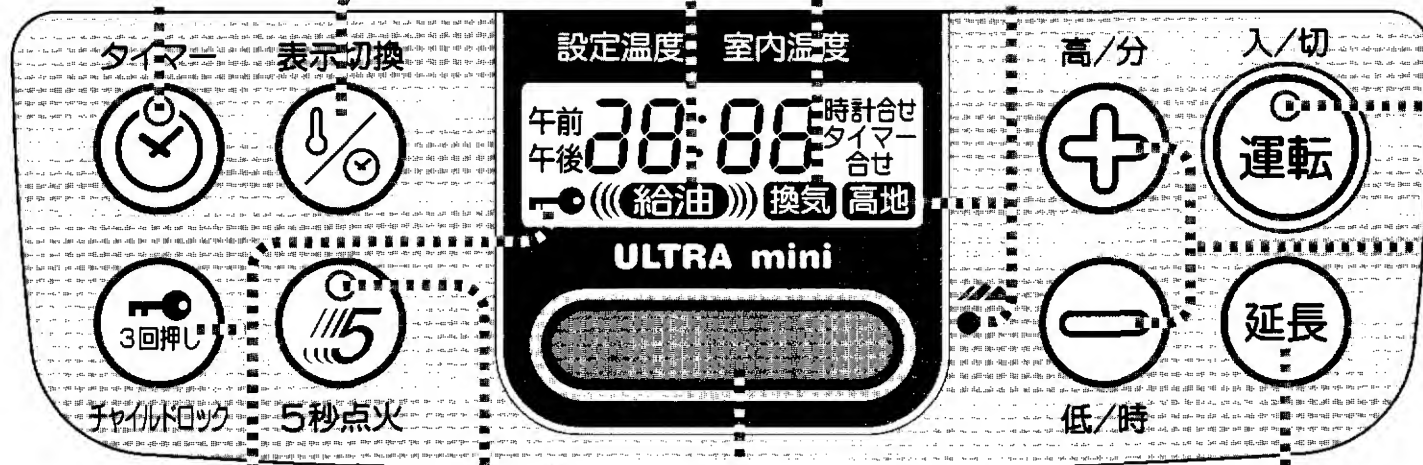 タイマー
表示切換
設定温度 室内温度
高/分
入/切
午前
午後
28:88
時計合せ
タイマー
合せ
給油
換気
高地
運転
ULTRA mini
3回押し
5
延長
チャイルドロック
5秒点火
低/時